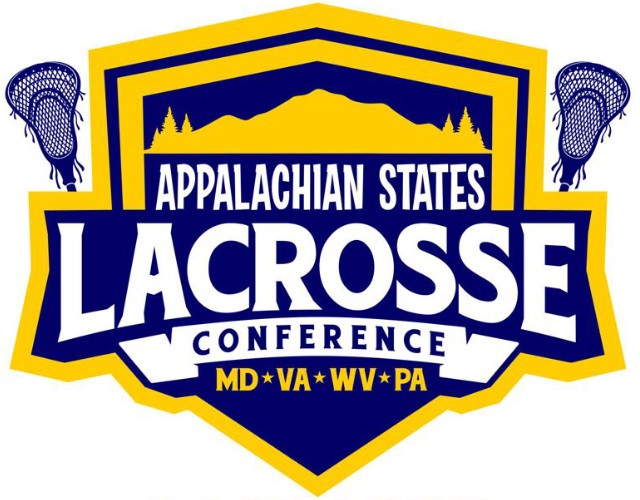 APPALACHIAN STATES
LACROSSE
CONFERENCE
MD★VA★WV★PA